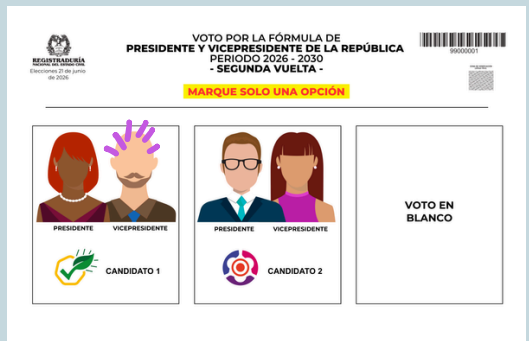 REGISTRADURÍA
NACIONAL DEL ESTADO CIVIL
Elecciones 21 de junio
de 2026
VOTO POR LA FÓRMULA DE
PRESIDENTE Y VICEPRESIDENTE DE LA REPÚBLICA
PERIODO 2026 - 2030
- SEGUNDA VUELTA -
MARQUE SOLO UNA OPCIÓN
99000001
PRESIDENTE VICEPRESIDENTE
CANDIDATO 1
PRESIDENTE VICEPRESIDENTE
CANDIDATO 2
VOTO EN
BLANCO